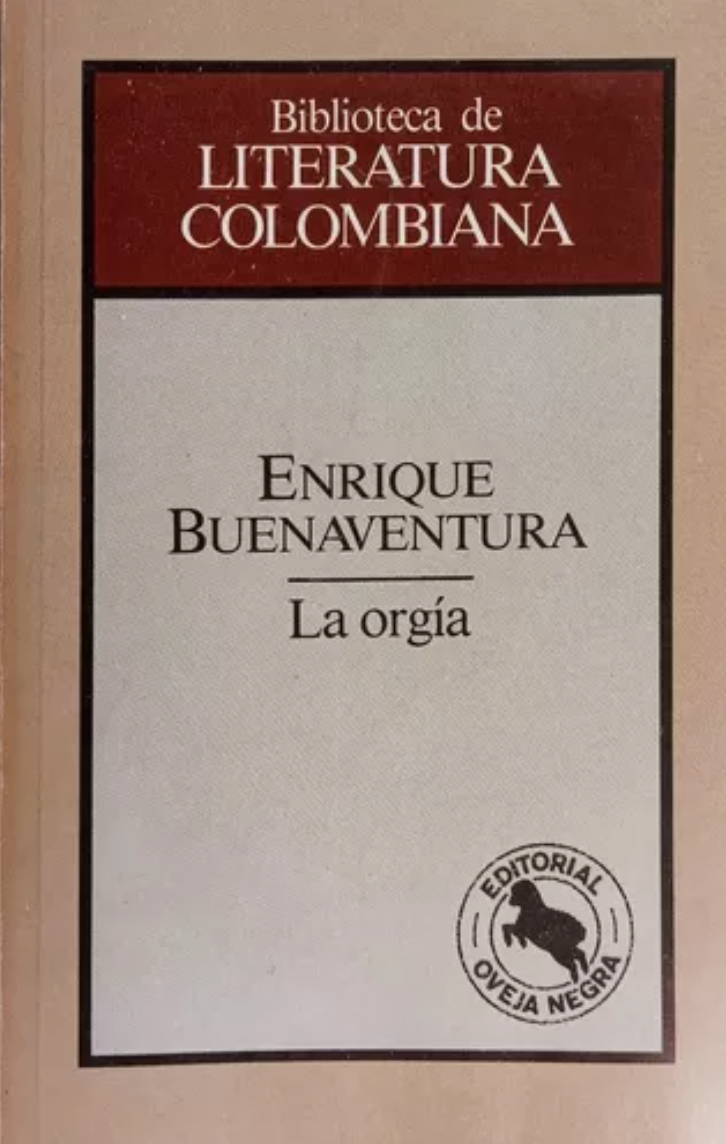 Biblioteca de
LITERATURA
COLOMBIANA
ENRIQUE
BUENAVENTURA
La orgía
EDITORIAL
OVEJA NEGRA